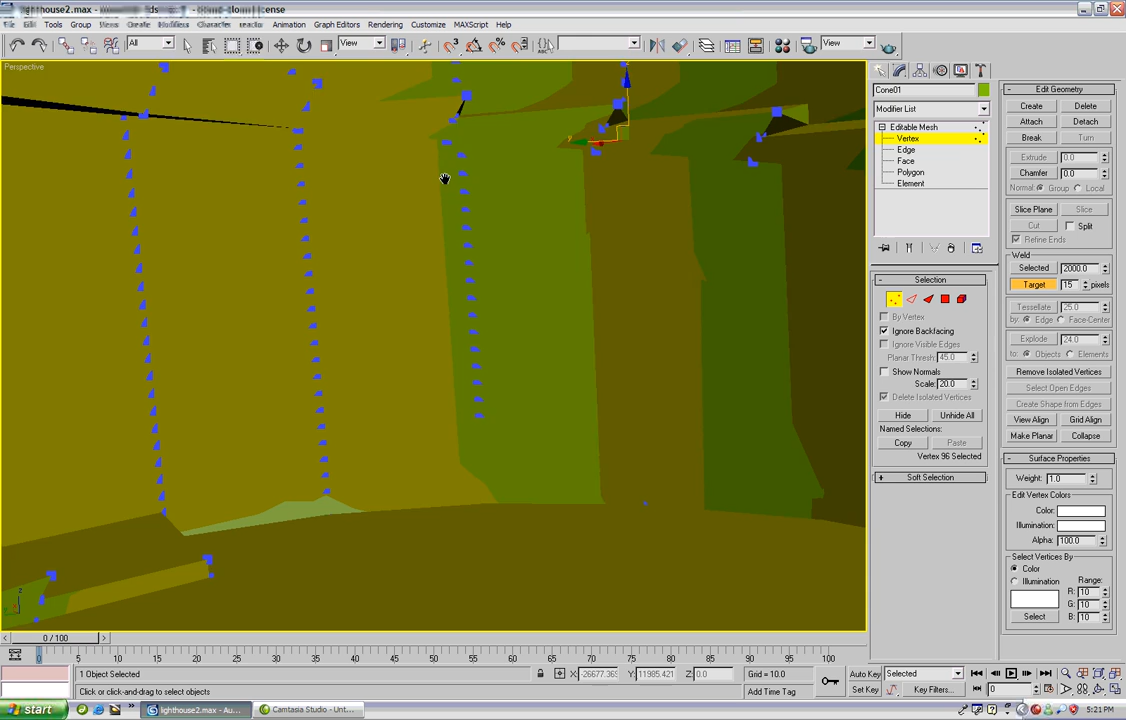 lighthouse2.max
File Edit Tools Group Views Create Modifiers Character reactor Animation Graph Editors Rendering Customize MAXScript Help
All View View
Perspective
Cone01
Modifier List
Editable Mesh
Vertex
Edge
Face
Polygon
Element
Selection
By Vertex
Ignore Backfacing
Ignore Visible Edges
Planar Thresh: 45.0
Show Normals
Scale: 20.0
Delete Isolated Vertices
Hide Unhide All
Named Selections:
Copy Paste
Vertex 96 Selected
Soft Selection
Edit Geometry
Create Delete
Attach Detach
Break Turn
Extrude 0.0
Chamfer 0.0
Normal: Group Local
Slice Plane Slice
Cut Split
Refine Ends
Weld
Selected 2000.0
Target 15 pixels
Tessellate 25.0
by: Edge Face-Center
Explode 24.0
to: Objects Elements
Remove Isolated Vertices
Select Open Edges
Create Shape from Edges
View Align Grid Align
Make Planar Collapse
Surface Properties
Weight: 1.0
Edit Vertex Colors
Color:
Illumination:
Alpha: 100.0
Select Vertices By
Color
Illumination
Range:
R: 10
G: 10
Select B: 10
z
y
0 / 100
0 5 10 15 20 25 30 35 40 45 50 55 60 65 70 75 80 85 90 95 100
1 Object Selected X: -26677.36 Y: 11985.421 Z: 0.0 Grid = 10.0 Auto Key Selected
Click or click-and-drag to select objects Add Time Tag Set Key Key Filters... 0
start lighthouse2.max - Au... Camtasia Studio - Unt... 5:21 PM